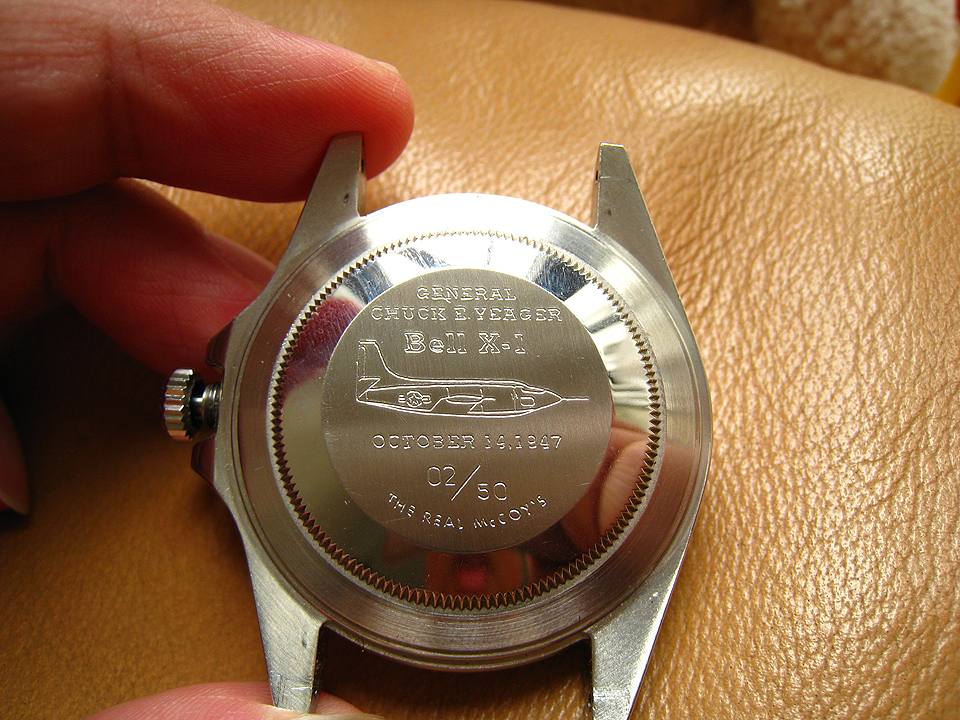 GENERAL
CHUCK E. YEAGER
Bell X-1
OCTOBER 14, 1947
02/50
THE REAL McCOY'S